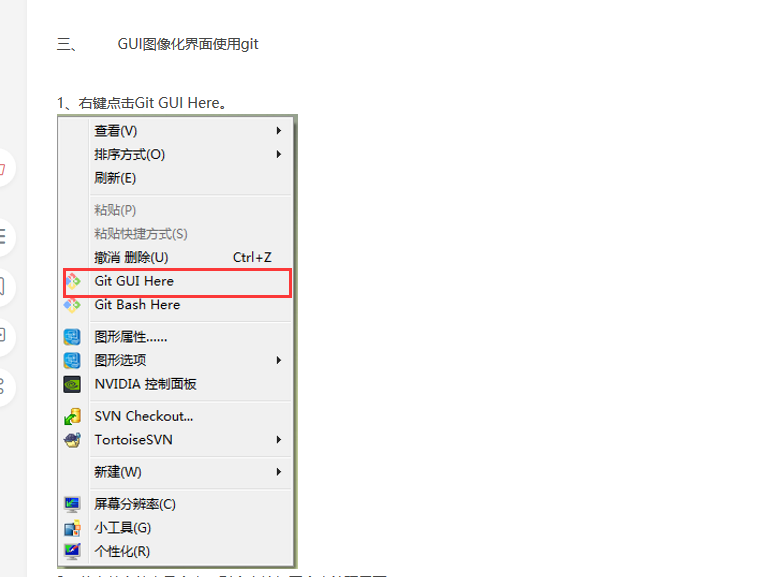 三、 GUI图像化界面使用git
1、右键点击Git GUI Here。
查看(V)
排序方式(O)
刷新(E)
粘贴(P)
粘贴快捷方式(S)
撤消 删除(U) Ctrl+Z
Git GUI Here
Git Bash Here
图形属性......
图形选项
NVIDIA 控制面板
SVN Checkout...
TortoiseSVN
新建(W)
屏幕分辨率(C)
小工具(G)
个性化(R)